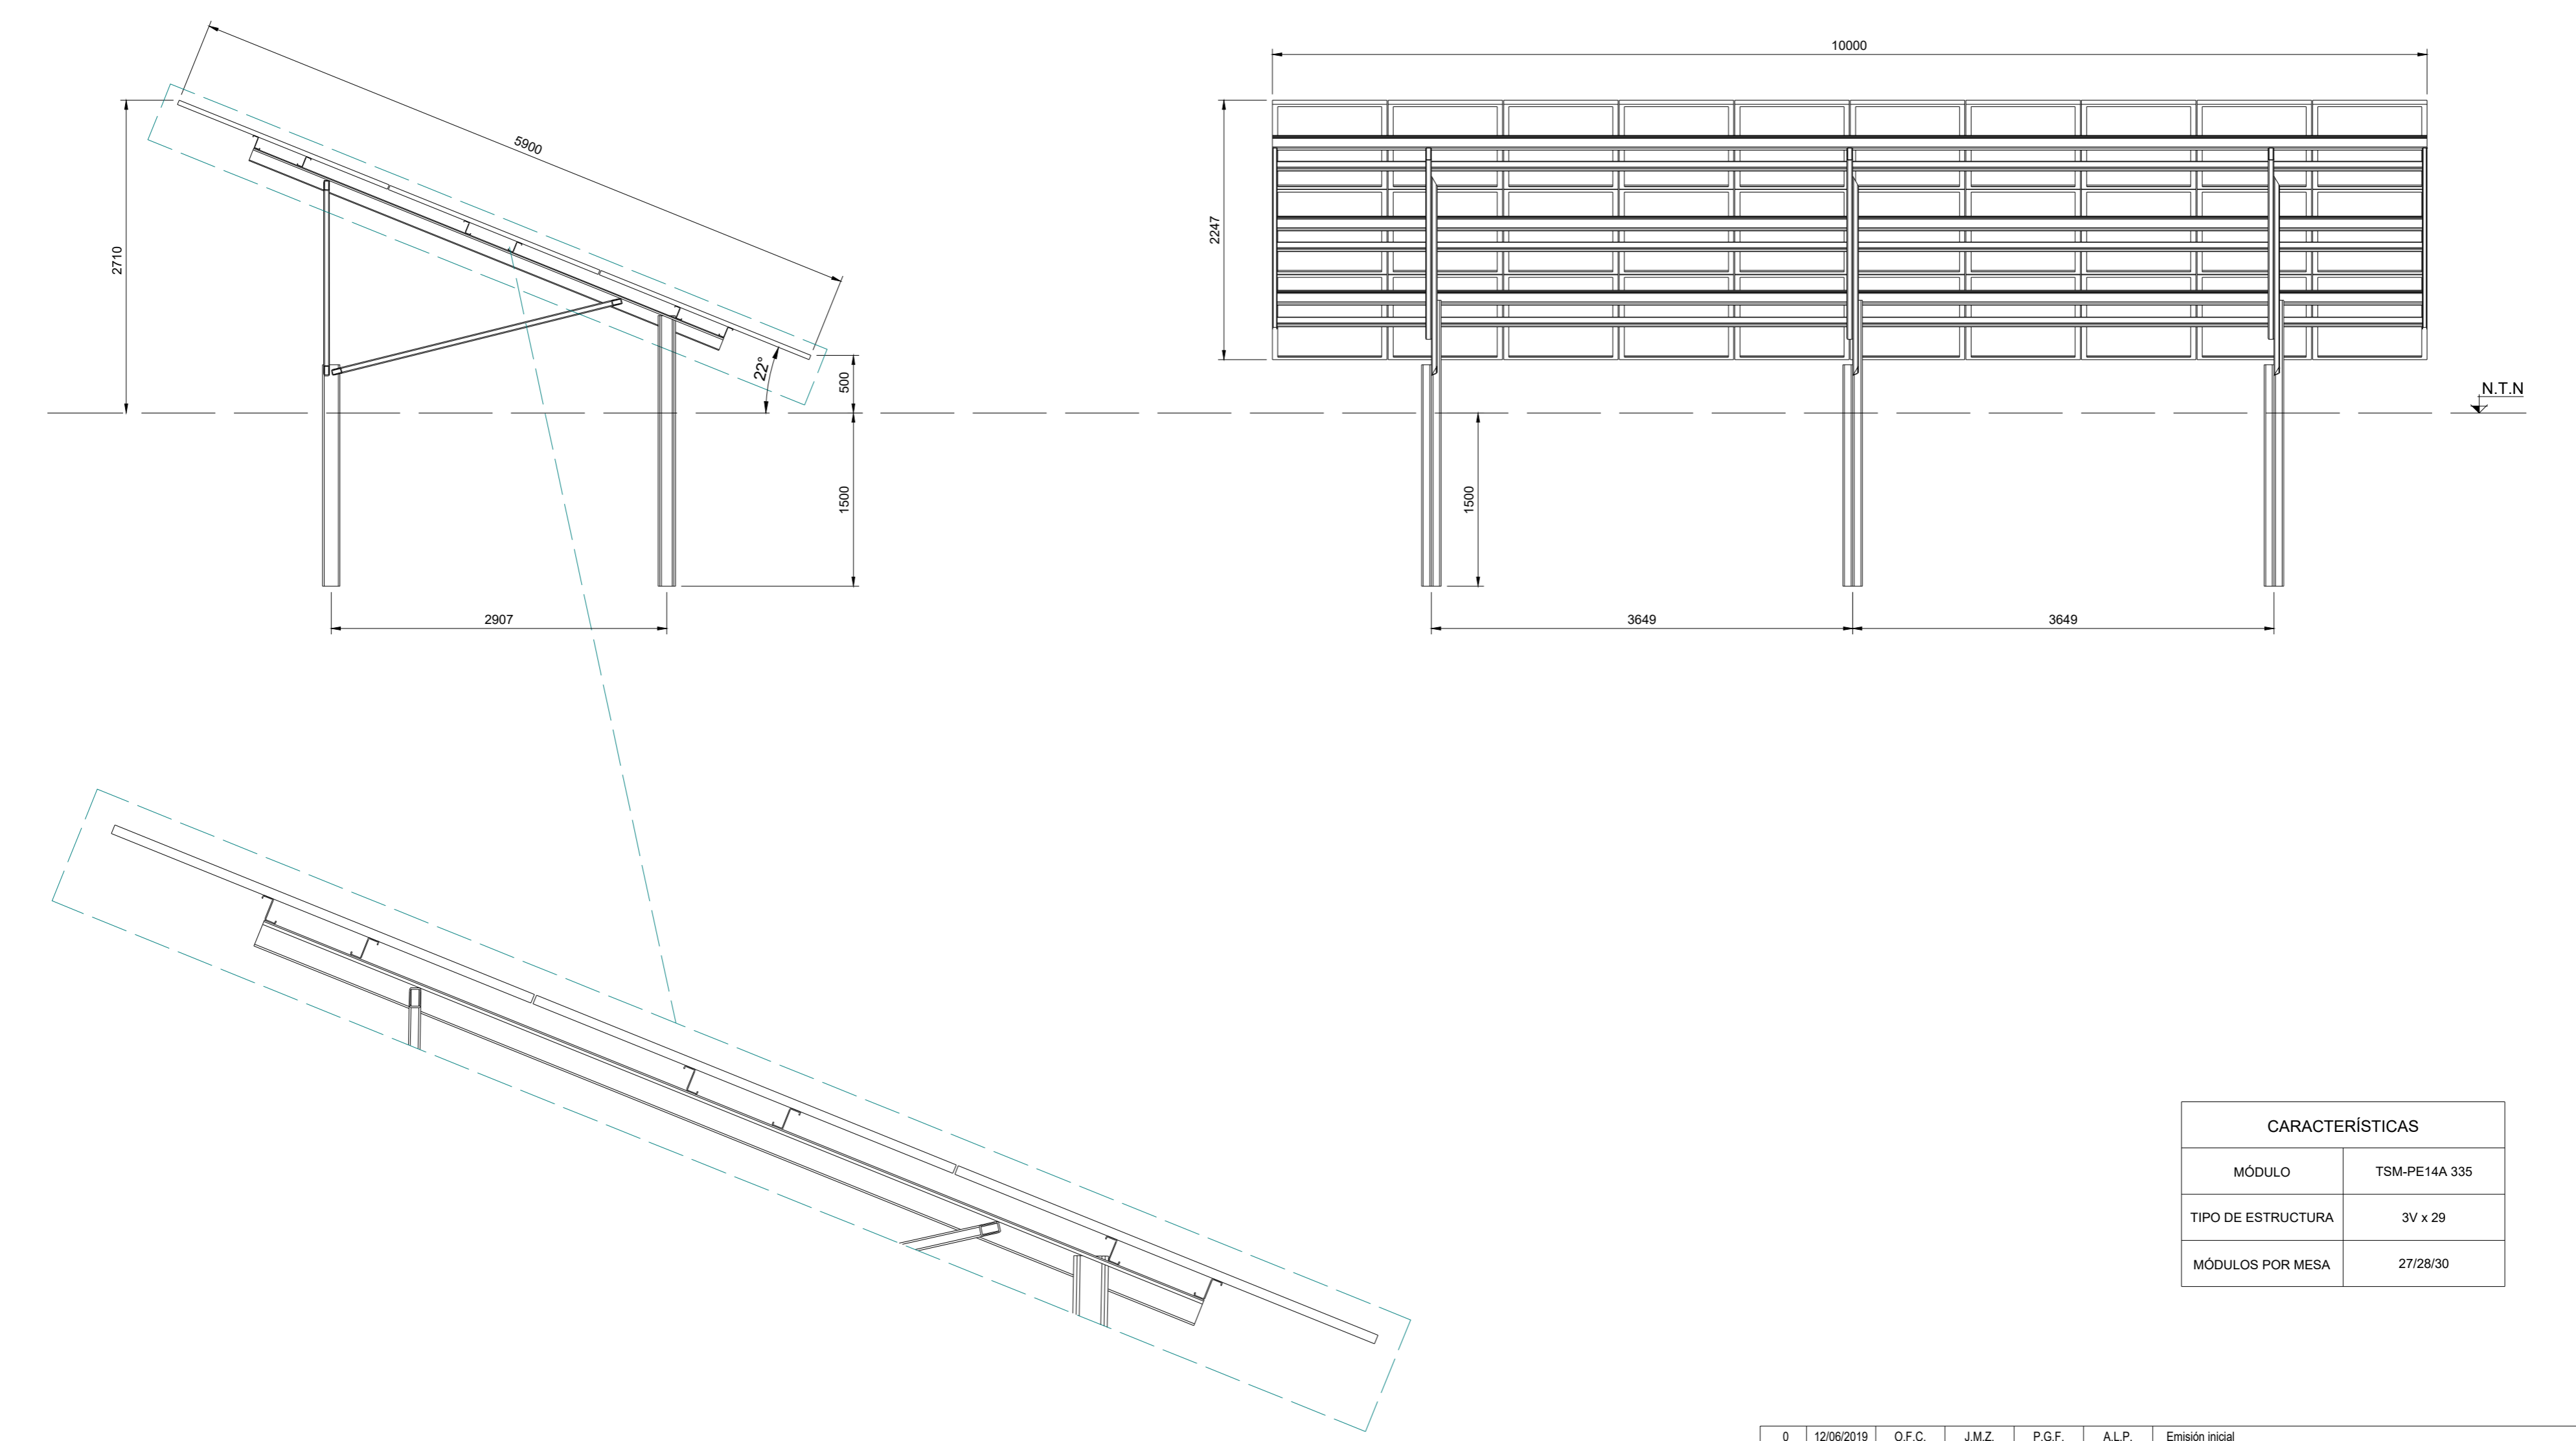 10000
5900
2710
2247
22°
500
N.T.N
1500
1500
2907
3649
3649
CARACTERÍSTICAS
MÓDULO TSM-PE14A 335
TIPO DE ESTRUCTURA 3V x 29
MÓDULOS POR MESA 27/28/30
0 12/06/2019 O.F.C. J.M.Z. P.G.F. A.L.P. Emisión inicial